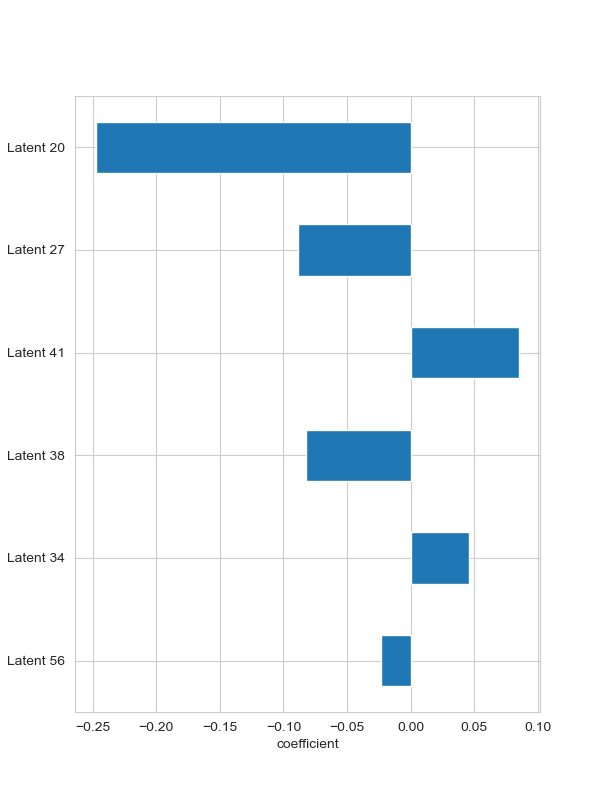 Latent 20
Latent 27
Latent 41
Latent 38
Latent 34
Latent 56
−0.25 −0.20 −0.15 −0.10 −0.05 0.00 0.05 0.10
coefficient